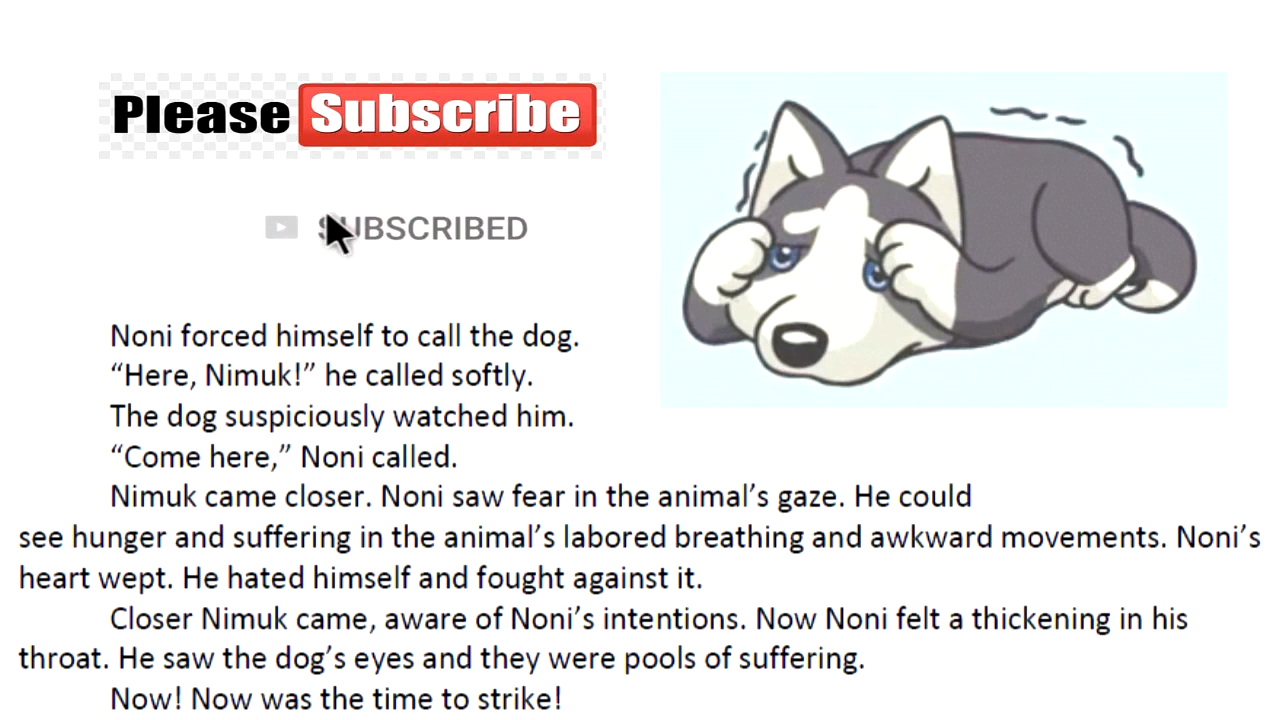 Please Subscribe
SUBSCRIBED
Noni forced himself to call the dog.
“Here, Nimuk!” he called softly.
The dog suspiciously watched him.
“Come here,” Noni called.
Nimuk came closer. Noni saw fear in the animal’s gaze. He could
see hunger and suffering in the animal’s labored breathing and awkward movements. Noni’s
heart wept. He hated himself and fought against it.
Closer Nimuk came, aware of Noni’s intentions. Now Noni felt a thickening in his
throat. He saw the dog’s eyes and they were pools of suffering.
Now! Now was the time to strike!